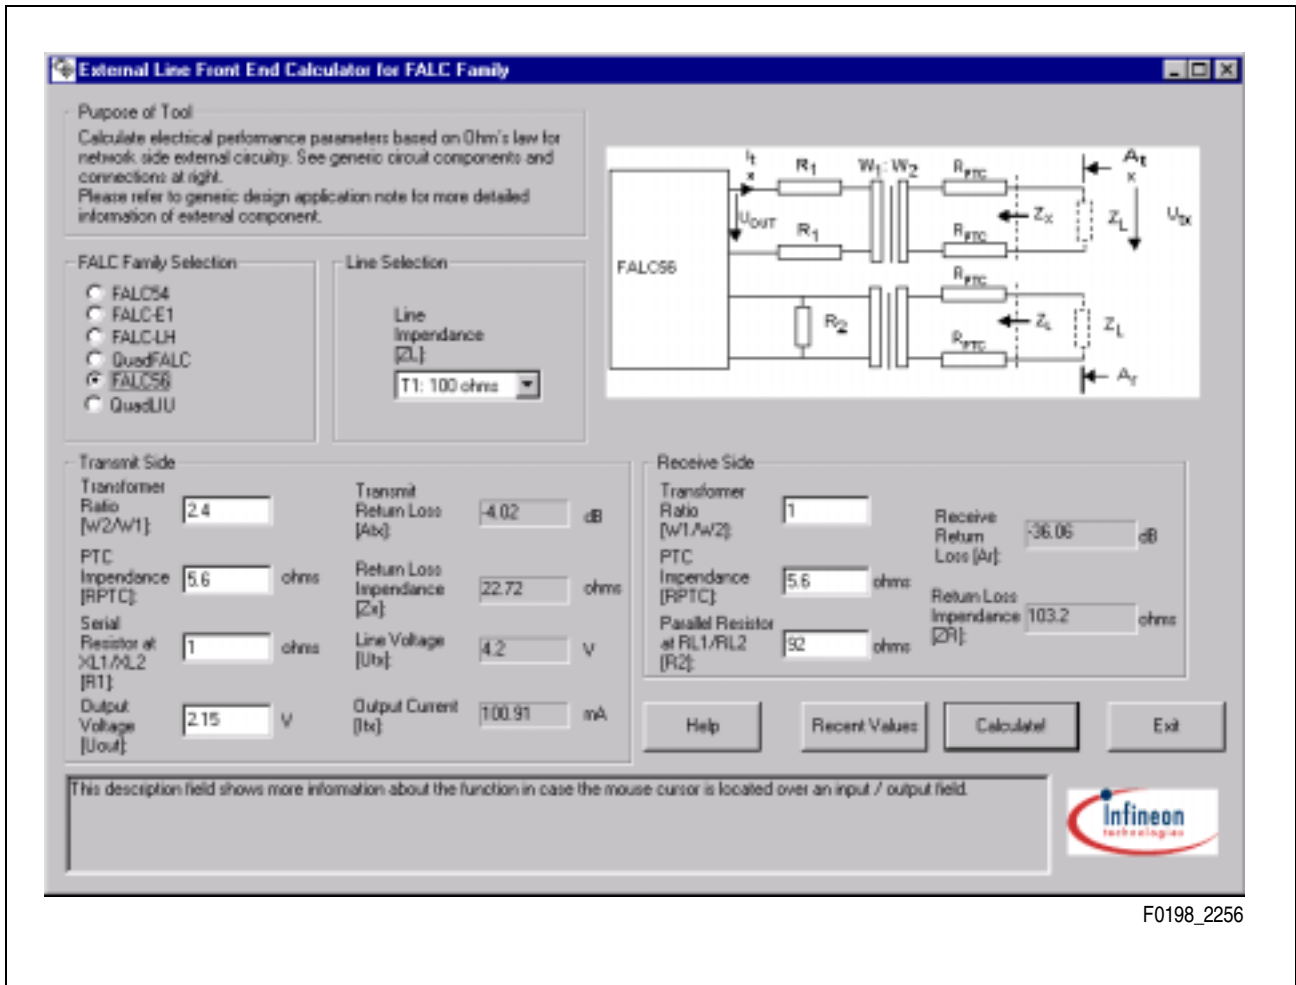 External Line Front End Calculator for FALC Family
Purpose of Tool
Calculate electrical performance parameters based on Ohm's law for
network side external circuitry. See generic circuit components and
connections at right.
Please refer to generic design application note for more detailed
information of external component.
FALC Family Selection
FALC54
FALC-E1
FALC-LH
QuadFALC
FALC56
QuadLIU
Line Selection
Line
Impendance
[ZL]:
T1: 100 ohms
FALC56
It
x
R1
W1: W2
RPTC
At
x
UOUT
ZX
ZL
Utx
R1
RPTC
RPTC
R2
ZL
ZL
RPTC
Ar
Transmit Side
Transformer
Ratio
[W2/W1]:
2.4
PTC
Impendance
[RPTC]:
5.6
ohms
Serial
Resistor at
XL1/XL2
[R1]:
1
ohms
Output
Voltage
[Uout]:
2.15
V
Transmit
Return Loss
[Atx]:
-4.02
dB
Return Loss
Impendance
[Zx]:
22.72
ohms
Line Voltage
[Utx]:
4.2
V
Output Current
[Itx]:
100.91
mA
Receive Side
Transformer
Ratio
[W1/W2]:
1
PTC
Impendance
[RPTC]:
5.6
ohms
Parallel Resistor
at RL1/RL2
[R2]:
92
ohms
Receive
Return
Loss [Ar]:
-36.06
dB
Return Loss
Impendance
[ZR]:
103.2
ohms
Help
Recent Values
Calculate!
Exit
This description field shows more information about the function in case the mouse cursor is located over an input / output field.
Infineon
technologies
F0198_2256